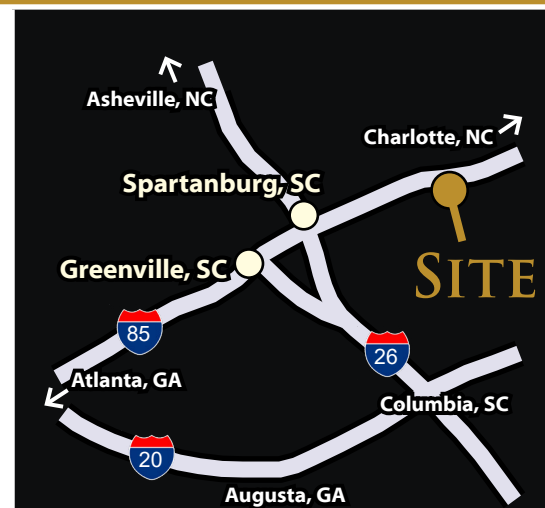 Asheville, NC
Charlotte, NC
Spartanburg, SC
Greenville, SC
SITE
85
26
Atlanta, GA
Columbia, SC
20
Augusta, GA